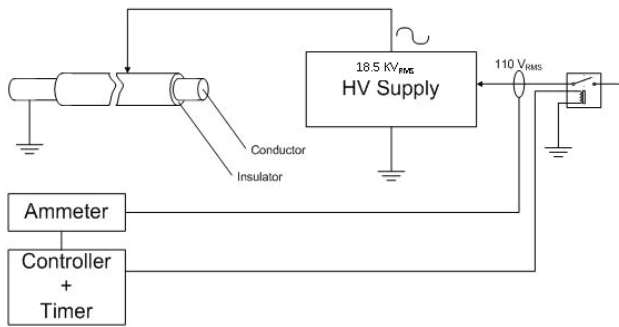 18.5 KVRMS
HV Supply
110 VRMS
Conductor
Insulator
Ammeter
Controller
+
Timer